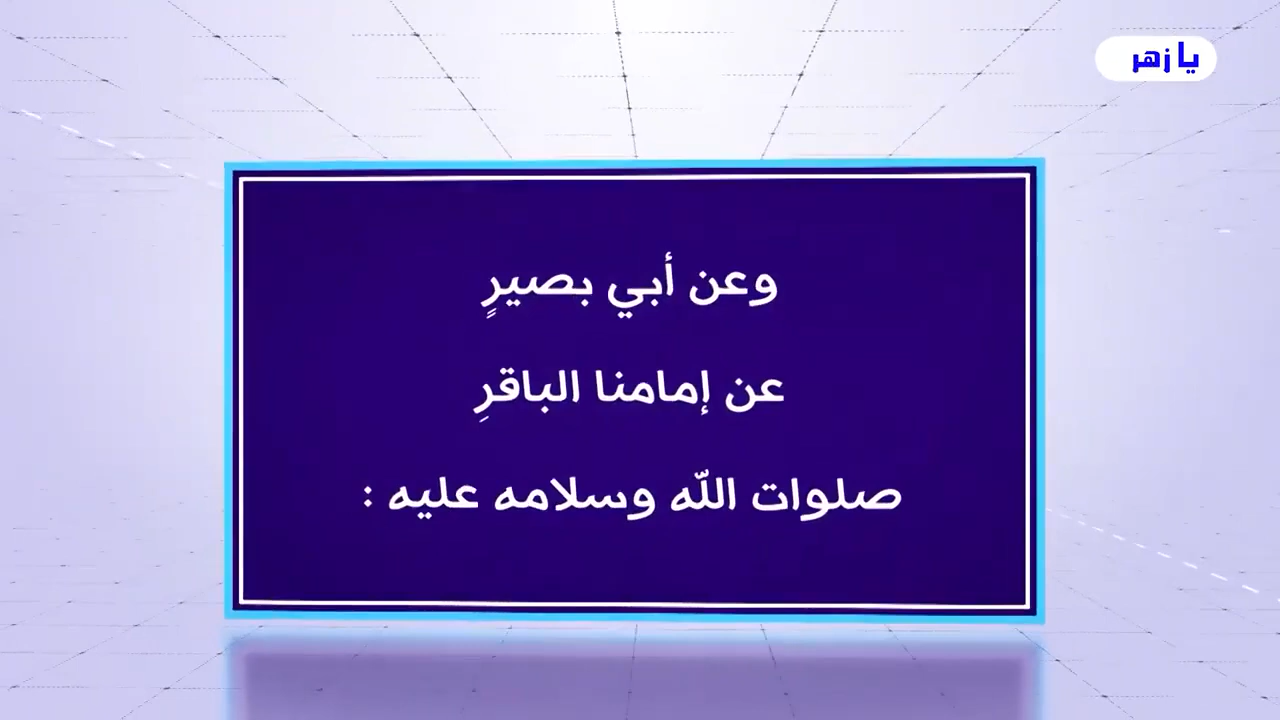 يا زهر
وعن أبي بصيرٍ
عن إمامنا الباقرِ
صلوات اللّه وسلامه عليه :